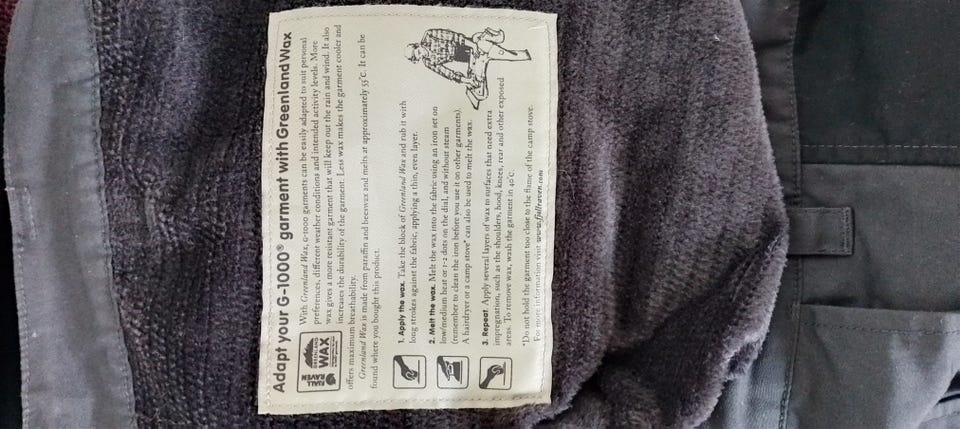 Adapt your G-1000® garment with Greenland Wax
FJÄLL
RÄVEN
GREENLAND
WAX
With Greenland Wax, G-1000 garments can be easily adapted to suit personal
preferences, different weather conditions and intended activity levels. More
wax gives a more resistant garment that will keep out the rain and wind. It also
increases the durability of the garment. Less wax makes the garment cooler and
offers maximum breathability.
Greenland Wax is made from paraffin and beeswax and melts at approximately 55°C. It can be
found where you bought this product.
1. Apply the wax. Take the block of Greenland Wax and rub it with
long strokes against the fabric, applying a thin, even layer.
2. Melt the wax. Melt the wax into the fabric using an iron set on
low/medium heat or 1-2 dots on the dial, and without steam
(remember to clean the iron before you use it on other garments).
A hairdryer or a camp stove* can also be used to melt the wax.
3. Repeat. Apply several layers of wax to surfaces that need extra
impregnation, such as the shoulders, hood, knees, rear and other exposed
areas. To remove wax, wash the garment in 40°C.
*Do not hold the garment too close to the flame of the camp stove.
For more information visit www.fjallraven.com